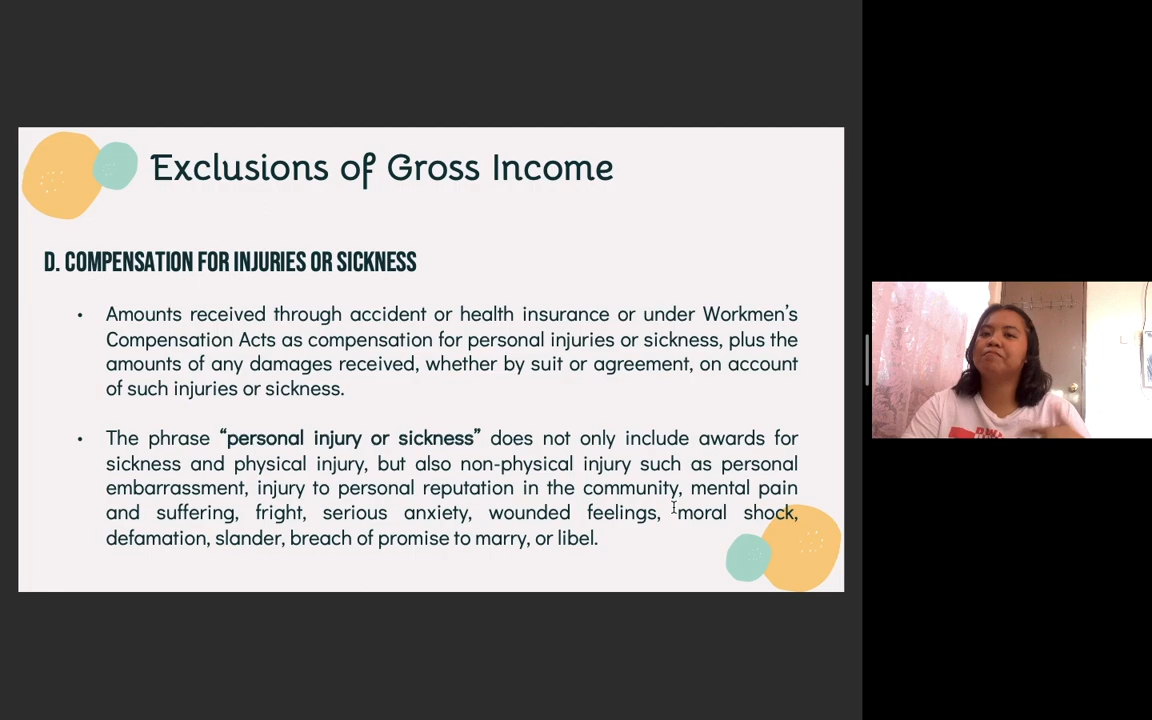 Exclusions of Gross Income
D. COMPENSATION FOR INJURIES OR SICKNESS
• Amounts received through accident or health insurance or under Workmen's
Compensation Acts as compensation for personal injuries or sickness, plus the
amounts of any damages received, whether by suit or agreement, on account
of such injuries or sickness.
• The phrase “personal injury or sickness” does not only include awards for
sickness and physical injury, but also non-physical injury such as personal
embarrassment, injury to personal reputation in the community, mental pain
and suffering, fright, serious anxiety, wounded feelings, moral shock,
defamation, slander, breach of promise to marry, or libel.